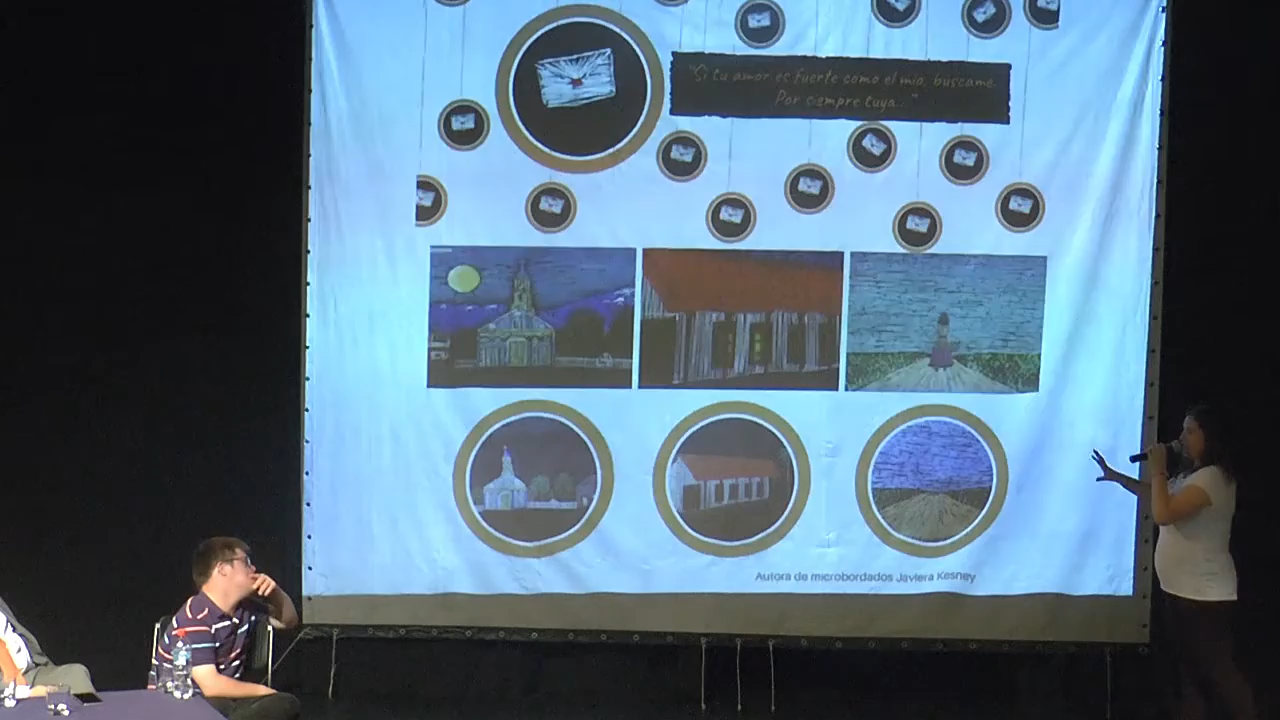 "Si tu amor es fuerte como el mío, búscame.
Por siempre tuya..."
Autora de microbordados Javiera Kesney